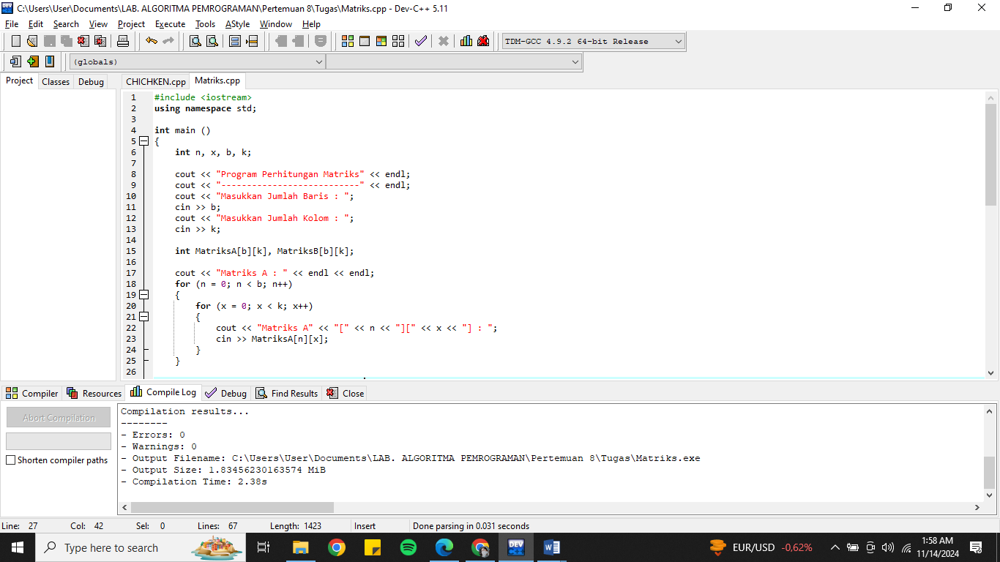 C:\Users\User\Documents\LAB. ALGORITMA PEMROGRAMAN\Pertemuan 8\Tugas\Matriks.cpp - Dev-C++ 5.11
File Edit Search View Project Execute Tools AStyle Window Help
TDM-GCC 4.9.2 64-bit Release
(globals)
Project Classes Debug CHICHKEN.cpp Matriks.cpp
1 #include <iostream>
2 using namespace std;
3
4 int main ()
5 {
6 int n, x, b, k;
7
8 cout << "Program Perhitungan Matriks" << endl;
9 cout << "---------------------------" << endl;
10 cout << "Masukkan Jumlah Baris : ";
11 cin >> b;
12 cout << "Masukkan Jumlah Kolom : ";
13 cin >> k;
14
15 int MatriksA[b][k], MatriksB[b][k];
16
17 cout << "Matriks A : " << endl << endl;
18 for (n = 0; n < b; n++)
19 {
20 for (x = 0; x < k; x++)
21 {
22 cout << "Matriks A" << "[" << n << "][" << x << "] : ";
23 cin >> MatriksA[n][x];
24 }
25 }
26
Compiler Resources Compile Log Debug Find Results Close
Abort Compilation
Shorten compiler paths
Compilation results...
--------
- Errors: 0
- Warnings: 0
- Output Filename: C:\Users\User\Documents\LAB. ALGORITMA PEMROGRAMAN\Pertemuan 8\Tugas\Matriks.exe
- Output Size: 1.83456230163574 MiB
- Compilation Time: 2.38s
Line: 27 Col: 42 Sel: 0 Lines: 67 Length: 1423 Insert Done parsing in 0.031 seconds
Type here to search
DEV
EUR/USD -0,62%
1:58 AM
11/14/2024